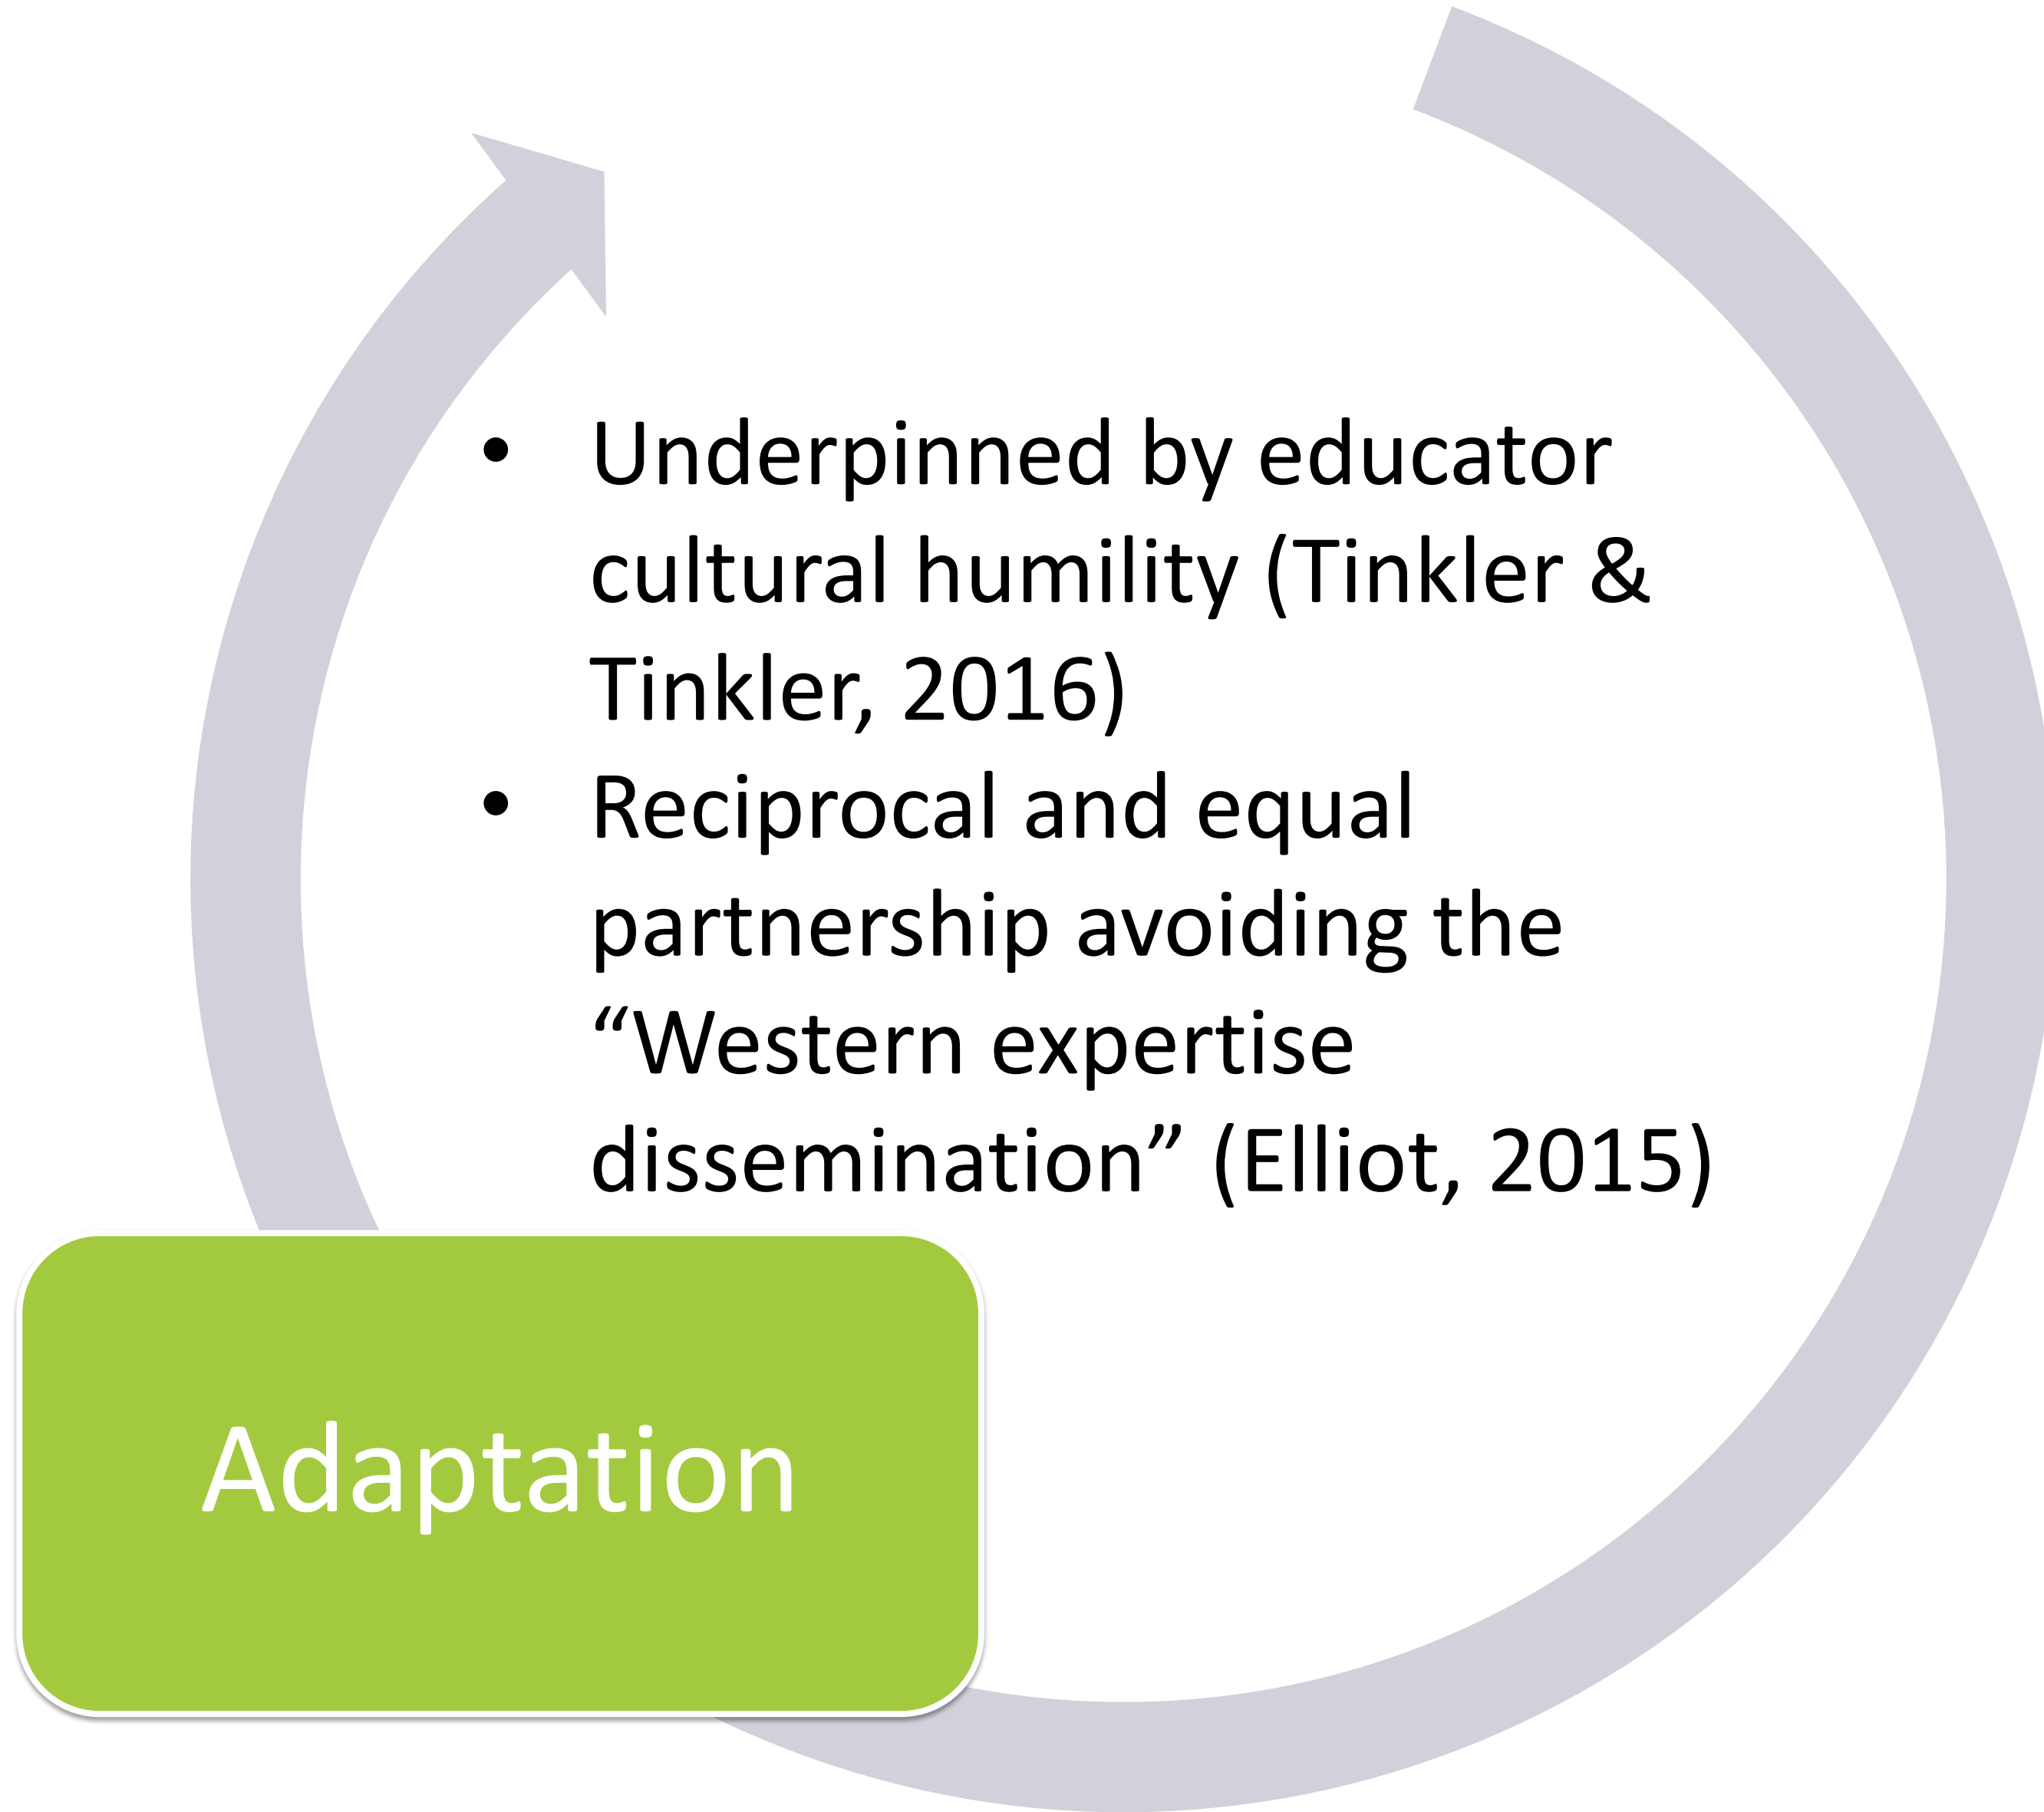 • Underpinned by educator
cultural humility (Tinkler &
Tinkler, 2016)
• Reciprocal and equal
partnership avoiding the
“Western expertise
dissemination” (Elliot, 2015)
Adaptation